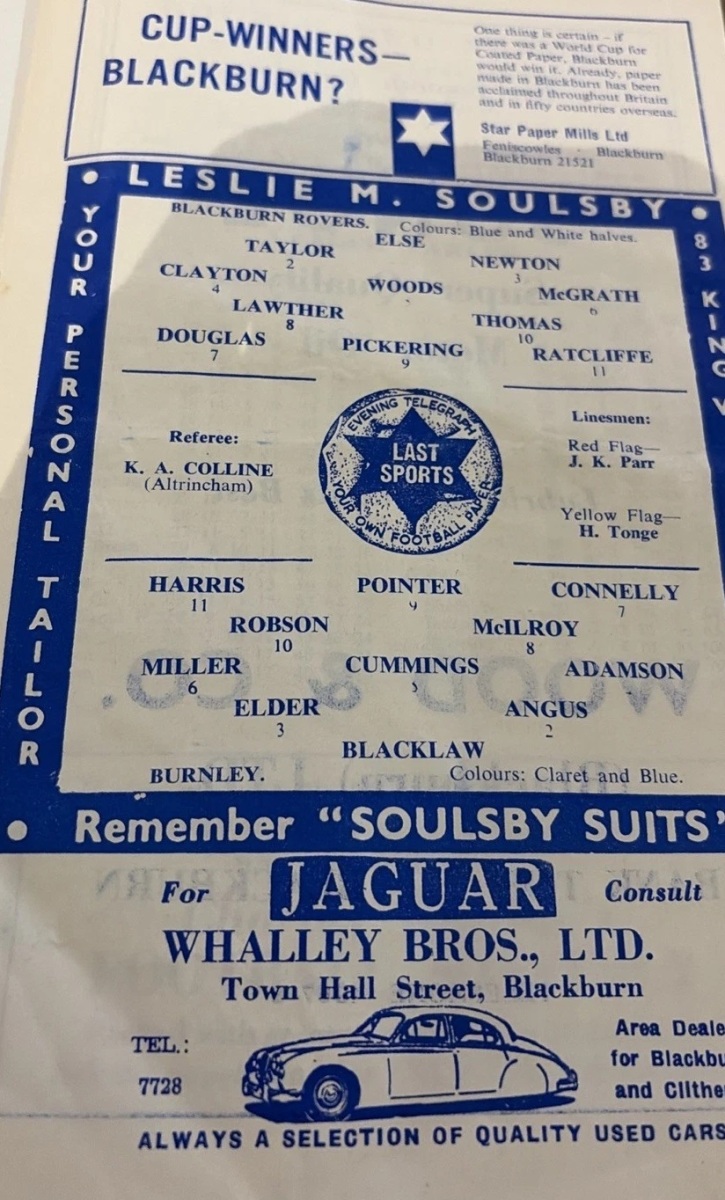 CUP-WINNERS—
BLACKBURN?
One thing is certain - if
there was a World Cup for
Coated Paper, Blackburn
would win it. Already, paper
made in Blackburn has been
acclaimed throughout Britain
and in fifty countries overseas.
Star Paper Mills Ltd
Feniscowles - Blackburn
Blackburn 21521
• LESLIE M. SOULSBY •
YOUR PERSONAL TAILOR
83 KING
BLACKBURN ROVERS. Colours: Blue and White halves.
ELSE
TAYLOR NEWTON
2 3
CLAYTON WOODS McGRATH
4 6
LAWTHER THOMAS
8 10
DOUGLAS PICKERING RATCLIFFE
7 9 11
Referee:
K. A. COLLINE
(Altrincham)
EVENING TELEGRAPH
LAST
SPORTS
YOUR OWN FOOTBALL PAPER
Linesmen:
Red Flag—
J. K. Parr
Yellow Flag—
H. Tonge
HARRIS POINTER CONNELLY
11 9 7
ROBSON McILROY
10 8
MILLER CUMMINGS ADAMSON
6 5
ELDER ANGUS
3 2
BLACKLAW
BURNLEY. Colours: Claret and Blue.
• Remember "SOULSBY SUITS"
For JAGUAR Consult
WHALLEY BROS., LTD.
Town Hall Street, Blackburn
TEL.:
7728
Area Deale
for Blackbu
and Clithe
ALWAYS A SELECTION OF QUALITY USED CARS